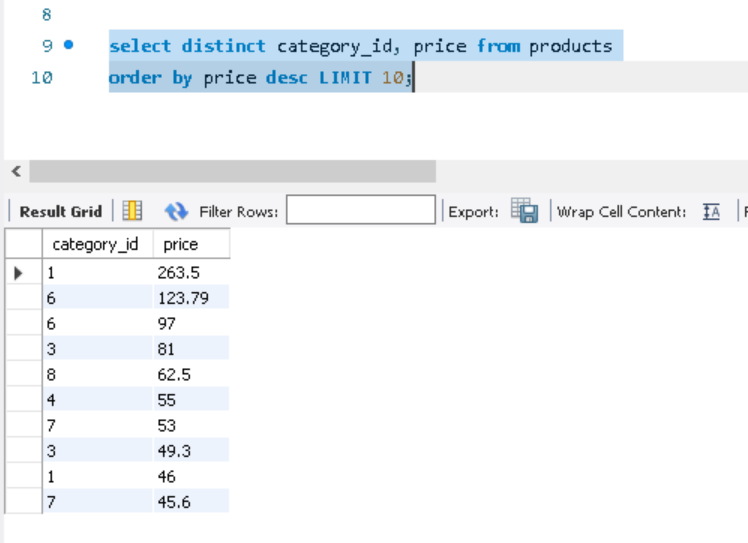 8
9 select distinct category_id, price from products
10 order by price desc LIMIT 10;
Result Grid Filter Rows: Export: Wrap Cell Content: IA
category_id price
1 263.5
6 123.79
6 97
3 81
8 62.5
4 55
7 53
3 49.3
1 46
7 45.6